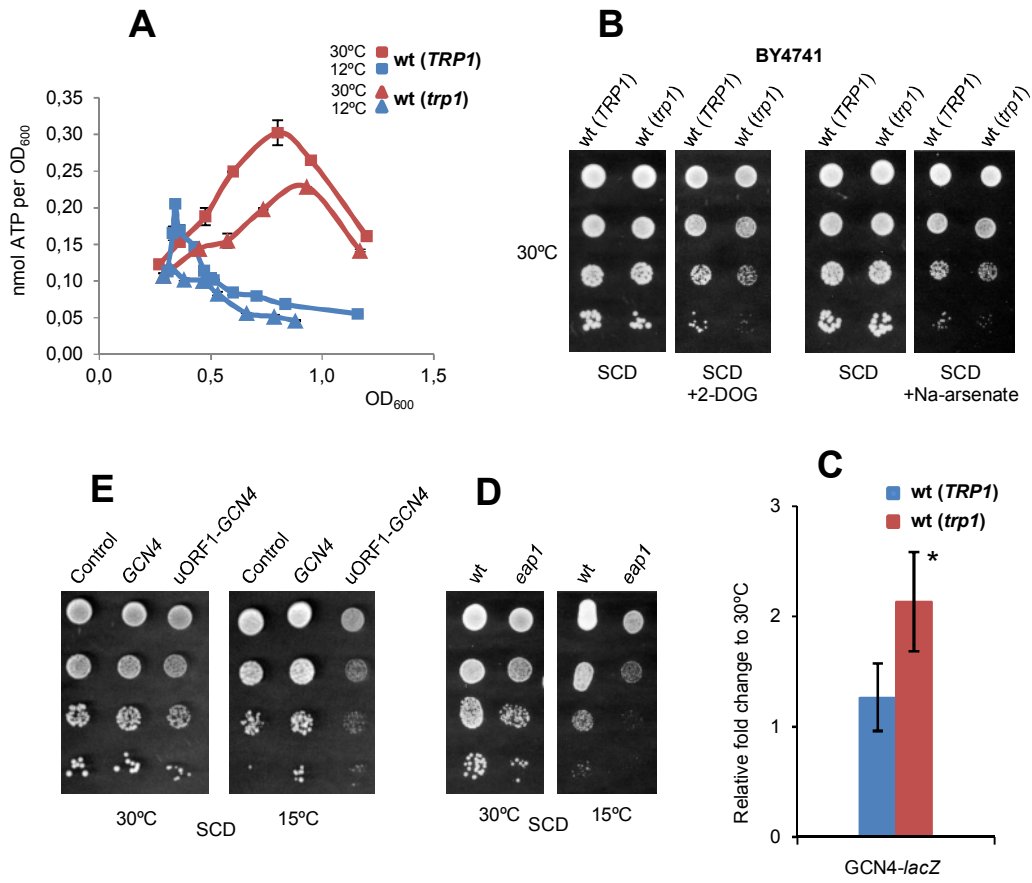 A
30ºC wt (TRP1)
12ºC
30ºC wt (trp1)
12ºC
nmol ATP per OD600
0,35
0,30
0,25
0,20
0,15
0,10
0,05
0,00
0,0 0,5 1,0 1,5
OD600
B
BY4741
wt (TRP1) wt (trp1) wt (TRP1) wt (trp1) wt (TRP1) wt (trp1) wt (TRP1) wt (trp1)
30ºC
SCD SCD SCD SCD
+2-DOG +Na-arsenate
E
Control GCN4 uORF1-GCN4 Control GCN4 uORF1-GCN4
30ºC 15ºC
SCD
D
wt eap1 wt eap1
30ºC 15ºC
SCD
C
wt (TRP1)
wt (trp1)
Relative fold change to 30ºC
3
2
1
0
*
GCN4-lacZ